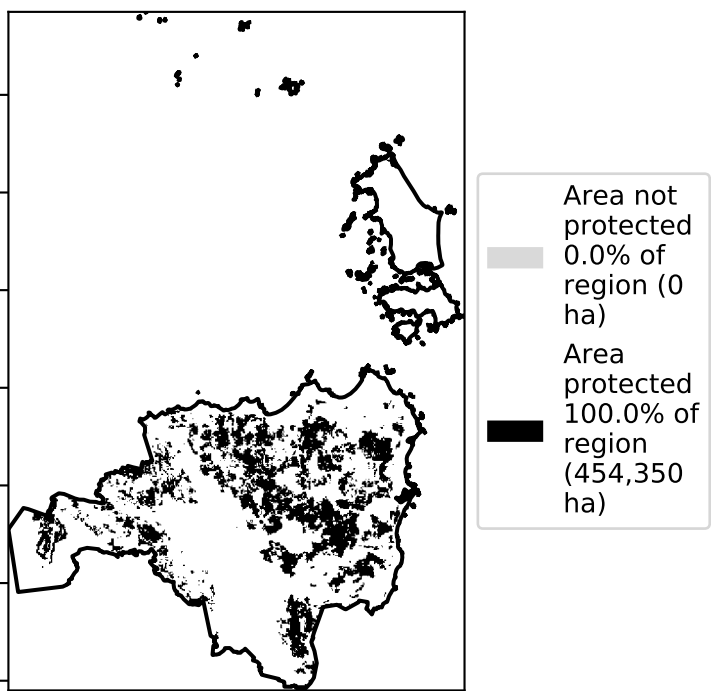 Area not
protected
0.0% of
region (0
ha)
Area
protected
100.0% of
region
(454,350
ha)